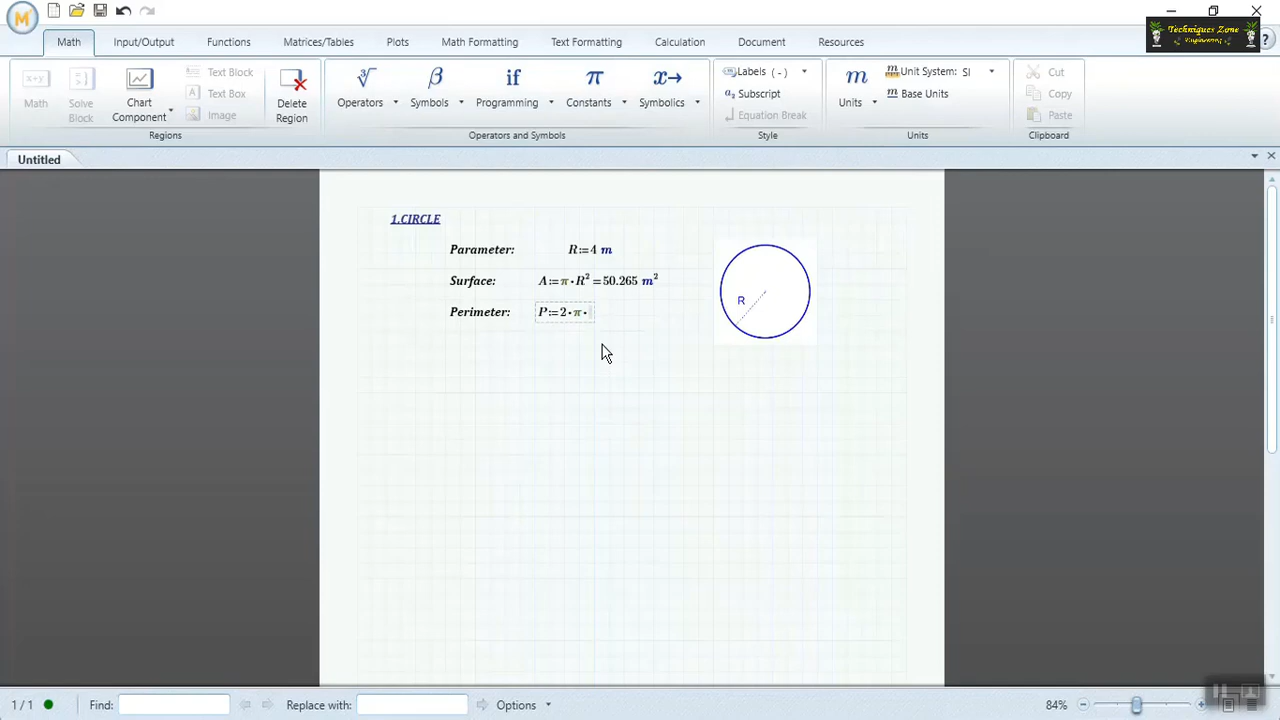 M
Techniques Zone
Engineering
?
Math Input/Output Functions Matrices/Tables Plots Math Formatting Text Formatting Calculation Document Resources
Math
Solve Block
Chart Component
Text Block
Text Box
Image
Delete Region
Regions
Operators
Symbols
if
Programming
π
Constants
Symbolics
Operators and Symbols
Labels ( - )
Subscript
Equation Break
Style
m
Units
Unit System: SI
Base Units
Units
Cut
Copy
Paste
Clipboard
Untitled
1.CIRCLE
Parameter: R:=4 m
Surface: A:=π·R²=50.265 m²
Perimeter: P:=2·π·
R
1 / 1 Find: Replace with: Options 84%